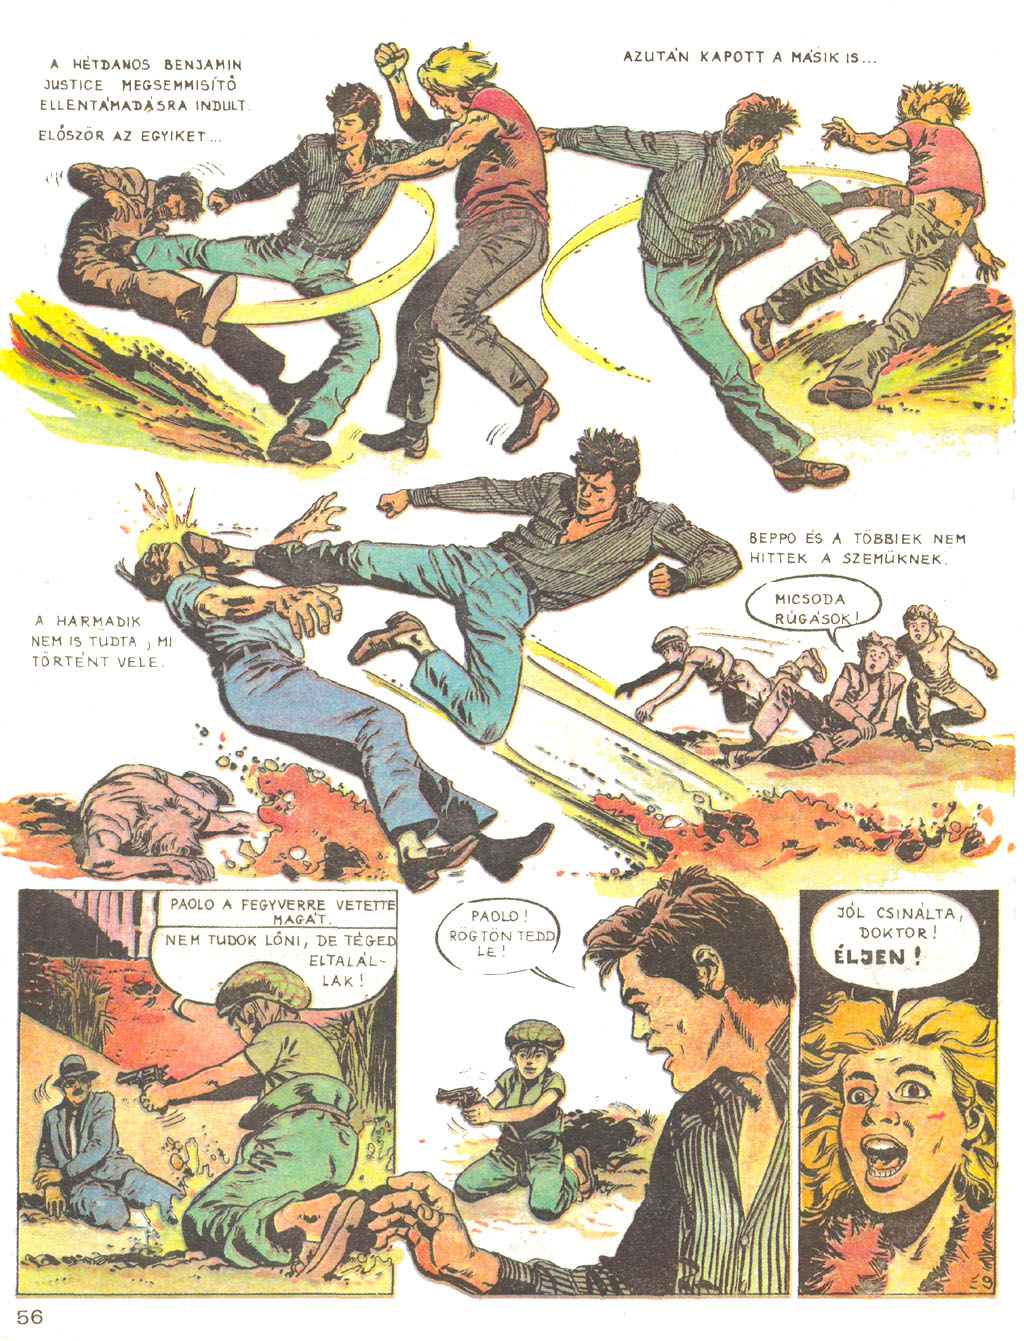 A HÉTDANOS BENJAMIN
JUSTICE MEGSEMMISÍTŐ
ELLENTÁMADÁSRA INDULT.
ELŐSZÖR AZ EGYIKET...
AZUTÁN KAPOTT A MÁSIK IS...
A HARMADIK
NEM IS TUDTA, MI
TÖRTÉNT VELE.
BEPPO ÉS A TÖBBIEK NEM
HITTEK A SZEMÜKNEK.
MICSODA
RÚGÁSOK!
PAOLO A FEGYVERRE VETETTE
MAGÁT.
NEM TUDOK LŐNI, DE TÉGED
ELTALÁL-
LAK!
PAOLO!
RÖGTÖN TEDD
LE!
JÓL CSINÁLTA,
DOKTOR!
ÉLJEN!
56